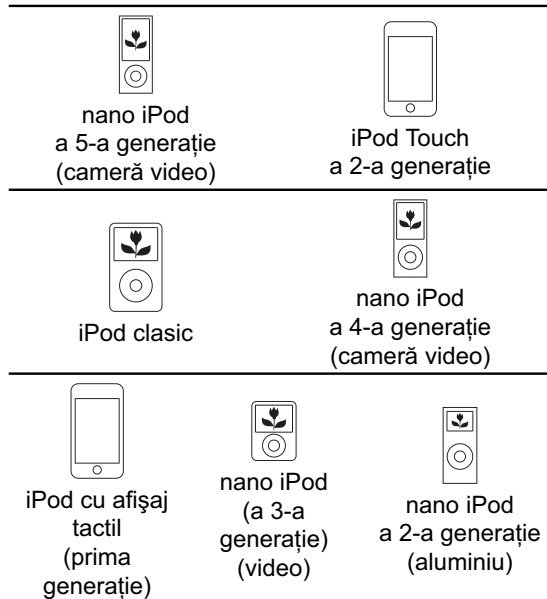 nano iPod
a 5-a generație
(cameră video)
iPod Touch
a 2-a generație
iPod clasic
nano iPod
a 4-a generație
(cameră video)
iPod cu afişaj
tactil
(prima
generație)
nano iPod
(a 3-a
generație)
(video)
nano iPod
a 2-a generație
(aluminiu)